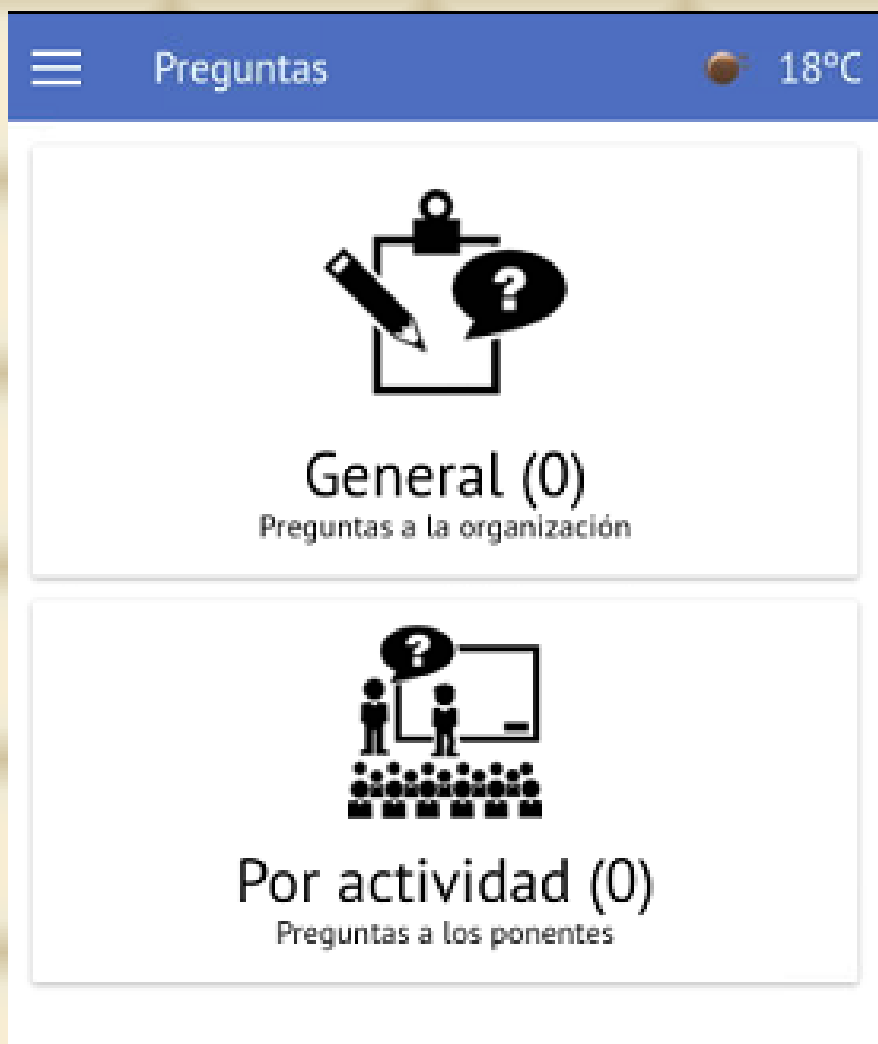 Preguntas
18°C
?
General (0)
Preguntas a la organización
?
Por actividad (0)
Preguntas a los ponentes